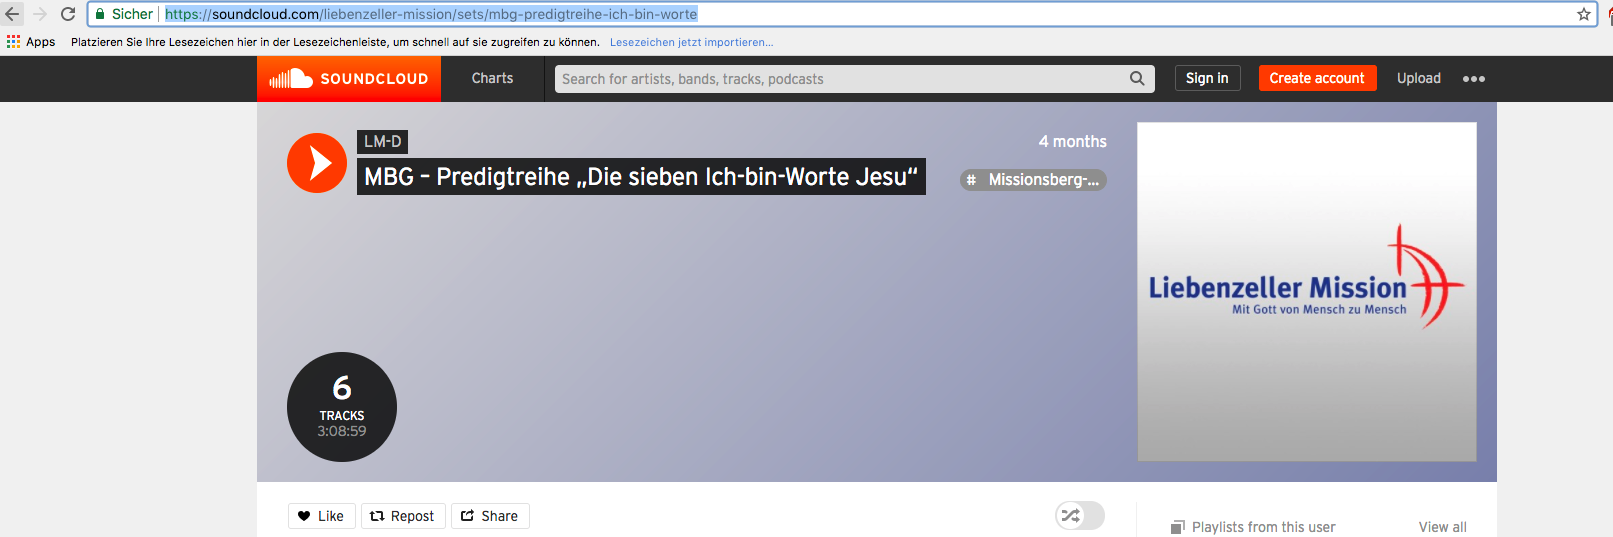 Sicher https://soundcloud.com/liebenzeller-mission/sets/mbg-predigtreihe-ich-bin-worte
Apps Platzieren Sie Ihre Lesezeichen hier in der Lesezeichenleiste, um schnell auf sie zugreifen zu können. Lesezeichen jetzt importieren...
SOUNDCLOUD Charts Search for artists, bands, tracks, podcasts Sign in Create account Upload
LM-D
4 months
MBG – Predigtreihe „Die sieben Ich-bin-Worte Jesu“
# Missionsberg-...
Liebenzeller Mission
Mit Gott von Mensch zu Mensch
6
TRACKS
3:08:59
Like Repost Share
Playlists from this user View all